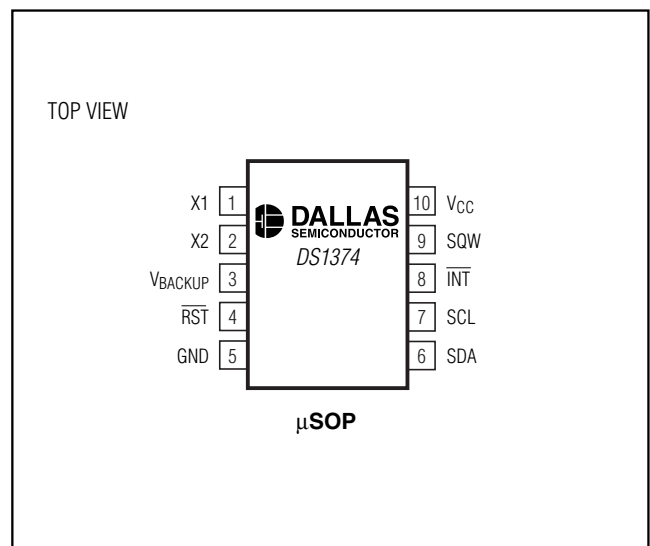 TOP VIEW
X1 1
X2 2
VBACKUP 3
RST 4
GND 5
DALLAS
SEMICONDUCTOR
DS1374
10 VCC
9 SQW
8 INT
7 SCL
6 SDA
μSOP